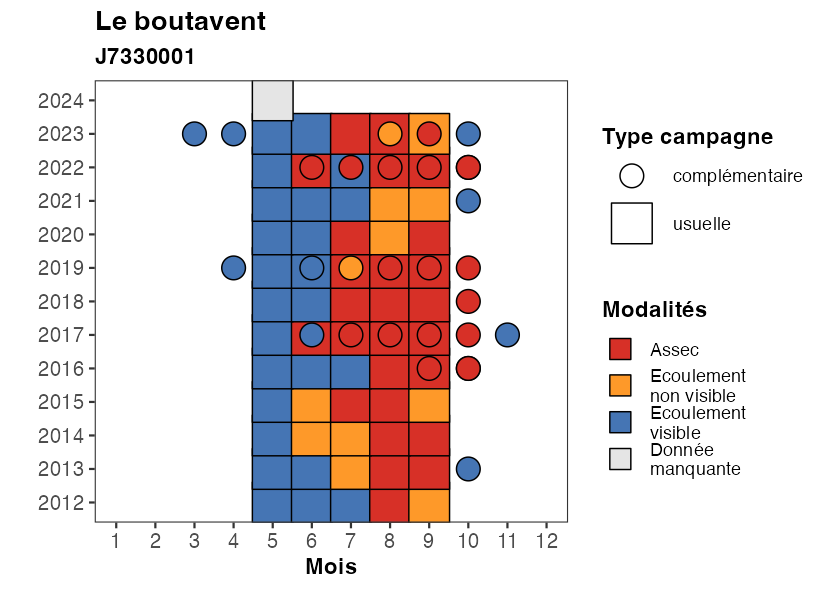 Le boutavent
J7330001
2024
2023
2022
2021
2020
2019
2018
2017
2016
2015
2014
2013
2012
1 2 3 4 5 6 7 8 9 10 11 12
Mois
Type campagne
complémentaire
usuelle
Modalités
Assec
Ecoulement
non visible
Ecoulement
visible
Donnée
manquante